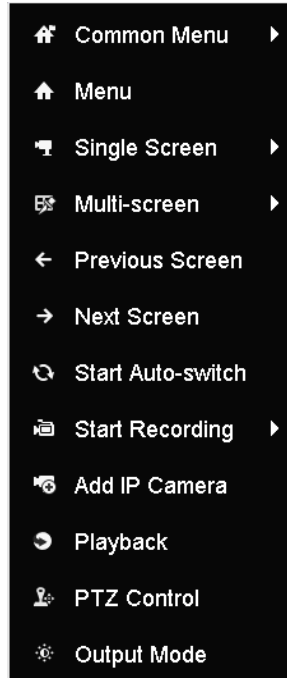 Common Menu
Menu
Single Screen
Multi-screen
Previous Screen
Next Screen
Start Auto-switch
Start Recording
Add IP Camera
Playback
PTZ Control
Output Mode